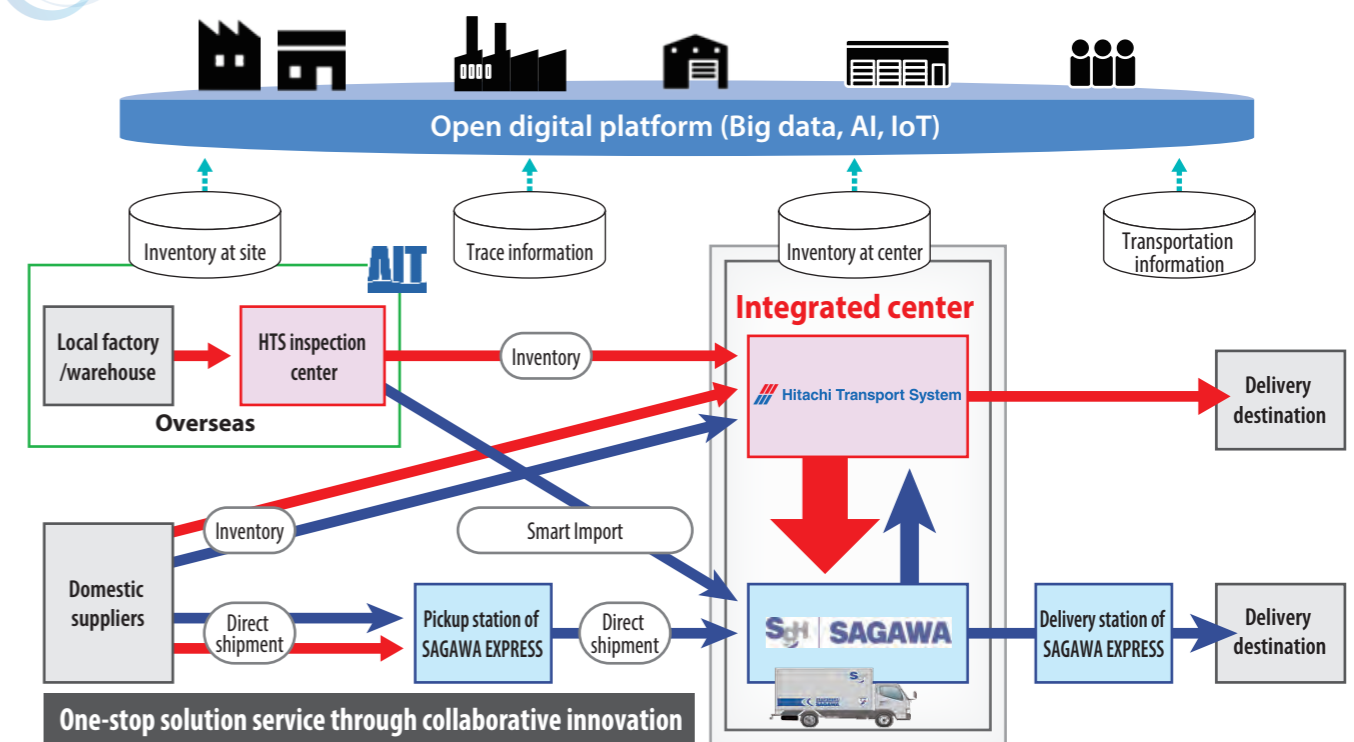 Open digital platform (Big data, AI, IoT)
Inventory at site
Trace information
Inventory at center
Transportation
information
AIT
Integrated center
Local factory
/warehouse
HTS inspection
center
Overseas
Inventory
Hitachi Transport System
Delivery
destination
Inventory
Smart Import
Domestic
suppliers
Direct
shipment
Pickup station of
SAGAWA EXPRESS
Direct
shipment
SGH SAGAWA
Delivery station of
SAGAWA EXPRESS
Delivery
destination
One-stop solution service through collaborative innovation